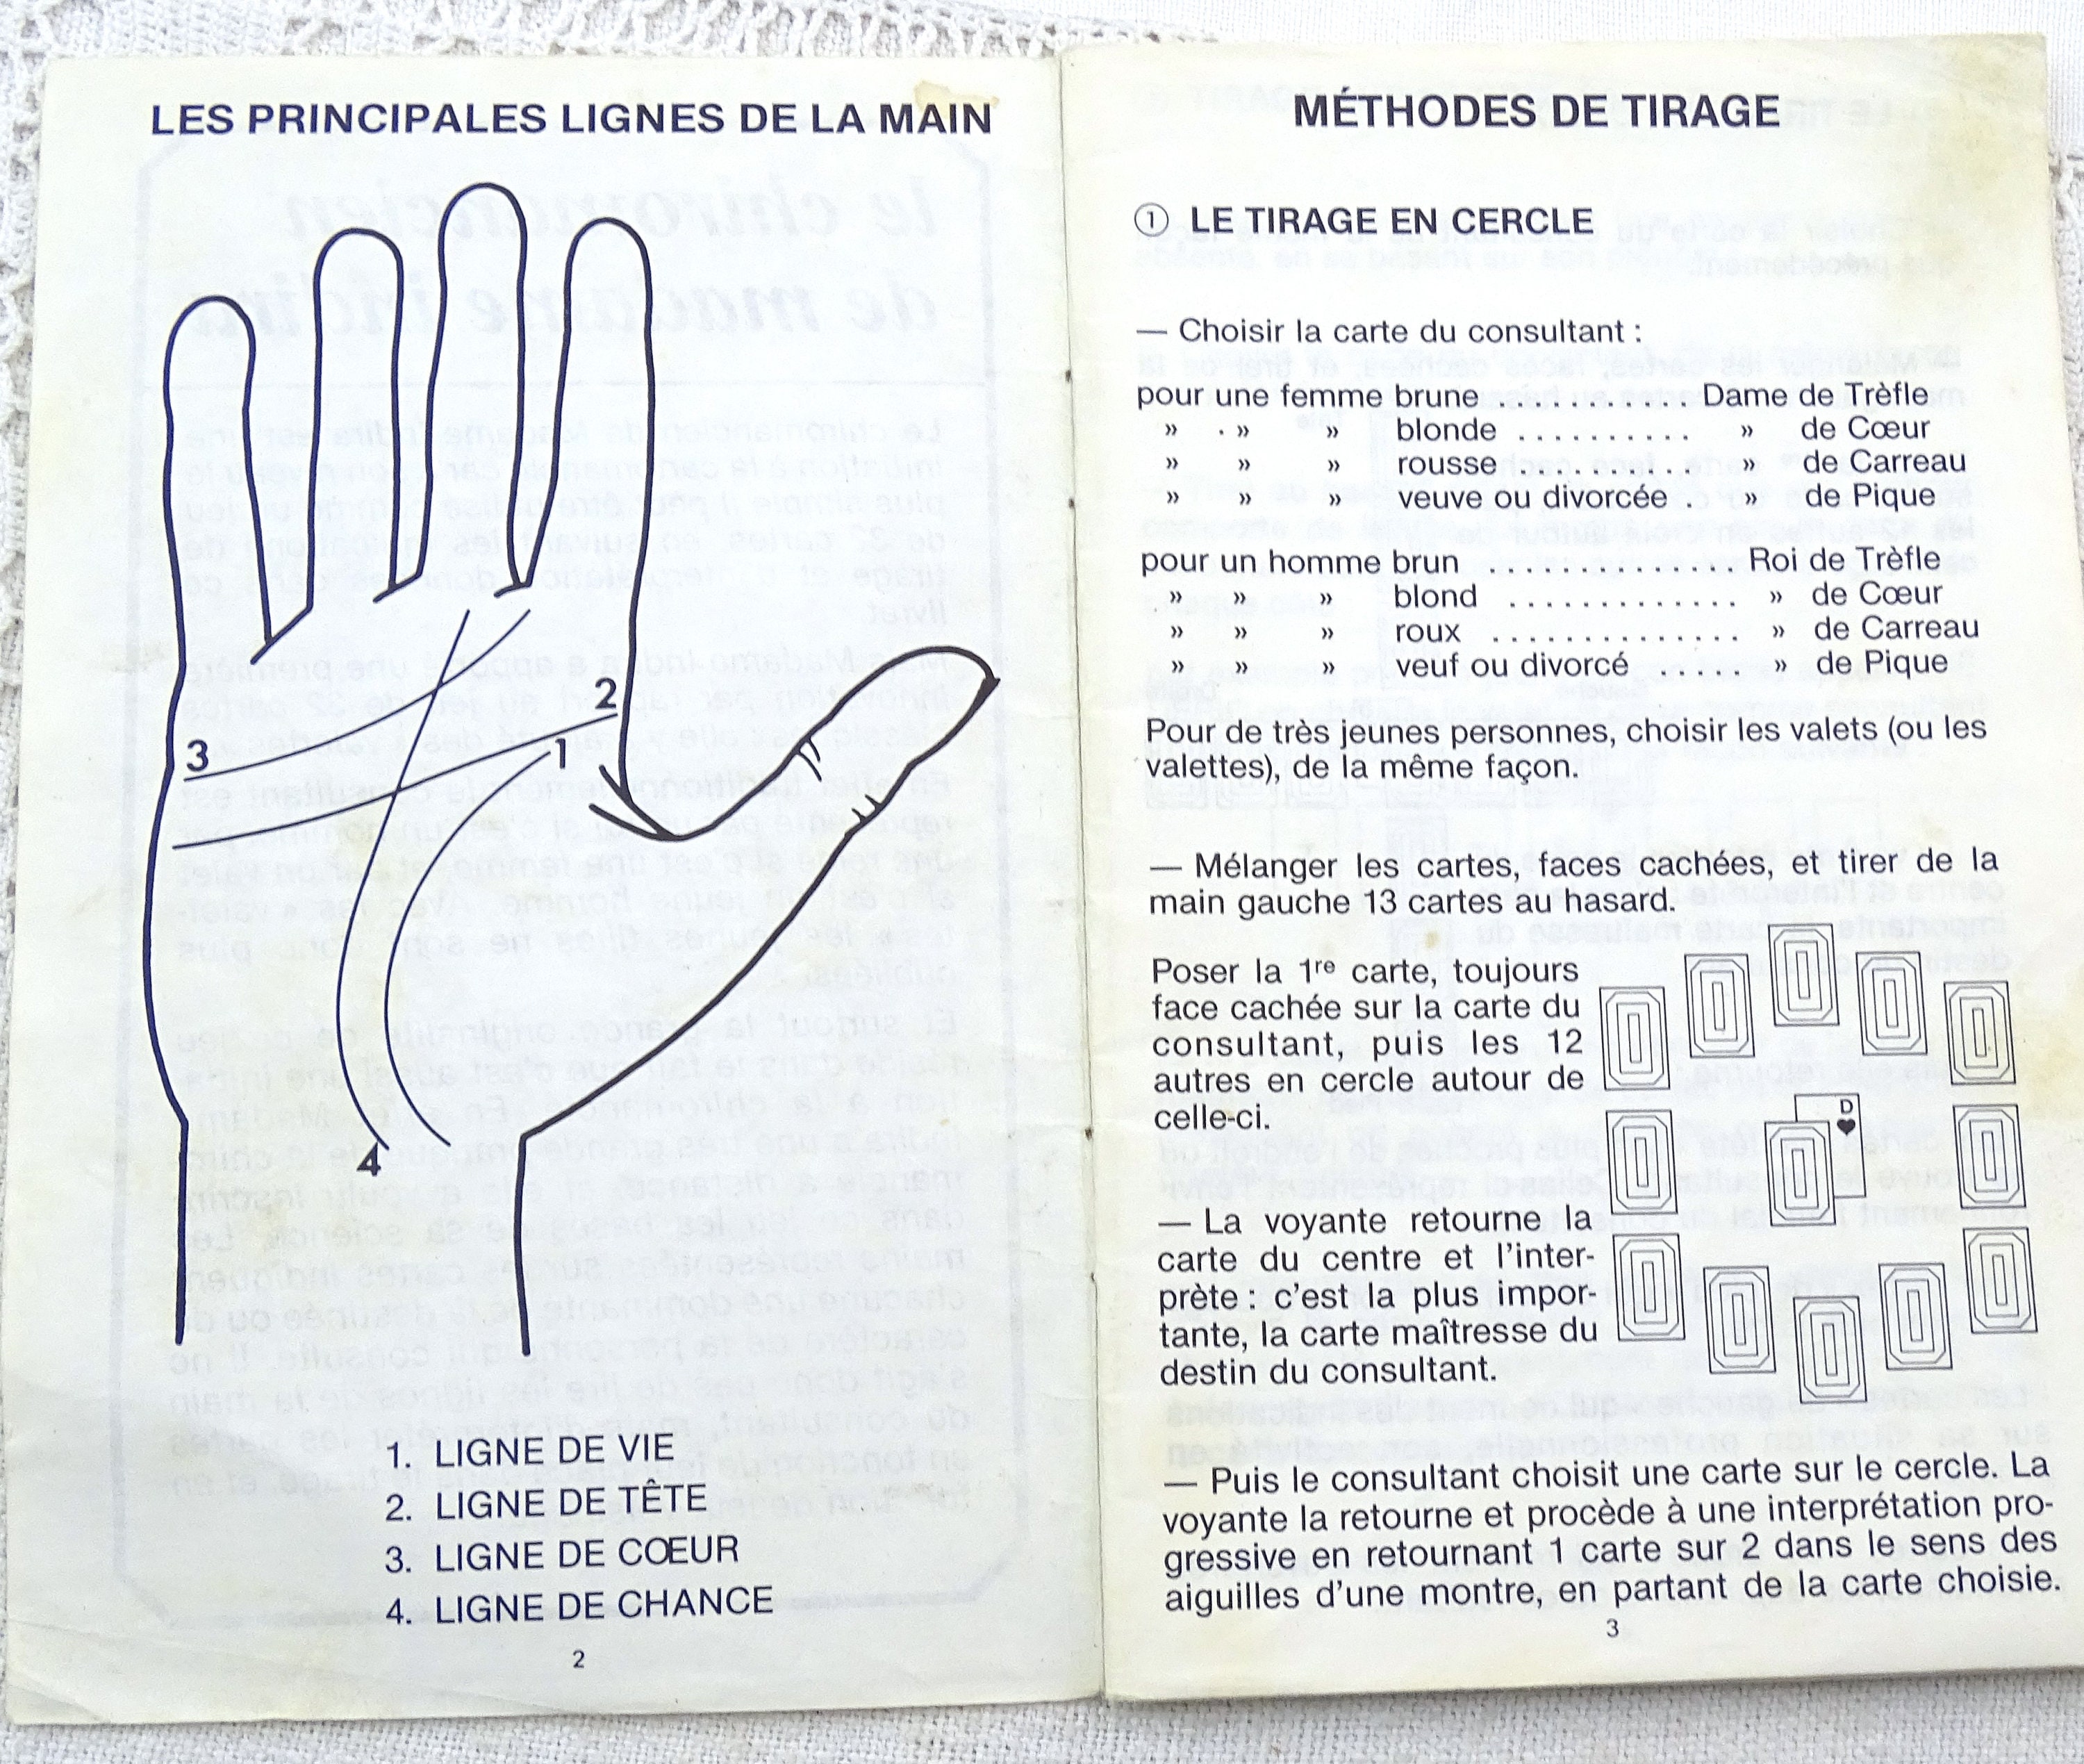 LES PRINCIPALES LIGNES DE LA MAIN
3
2
1
4
1. LIGNE DE VIE
2. LIGNE DE TÊTE
3. LIGNE DE CŒUR
4. LIGNE DE CHANCE
2
MÉTHODES DE TIRAGE
① LE TIRAGE EN CERCLE
— Choisir la carte du consultant :
pour une femme brune ............ Dame de Trèfle
» » » blonde .......... » de Cœur
» » » rousse .......... » de Carreau
» » » veuve ou divorcée . » de Pique
pour un homme brun .............. Roi de Trèfle
» » » blond ............. » de Cœur
» » » roux .............. » de Carreau
» » » veuf ou divorcé ..... » de Pique
Pour de très jeunes personnes, choisir les valets (ou les
valettes), de la même façon.
— Mélanger les cartes, faces cachées, et tirer de la
main gauche 13 cartes au hasard.
Poser la 1re carte, toujours
face cachée sur la carte du
consultant, puis les 12
autres en cercle autour de
celle-ci.
D
— La voyante retourne la
carte du centre et l'inter-
prète : c'est la plus impor-
tante, la carte maîtresse du
destin du consultant.
— Puis le consultant choisit une carte sur le cercle. La
voyante la retourne et procède à une interprétation pro-
gressive en retournant 1 carte sur 2 dans le sens des
aiguilles d'une montre, en partant de la carte choisie.
3